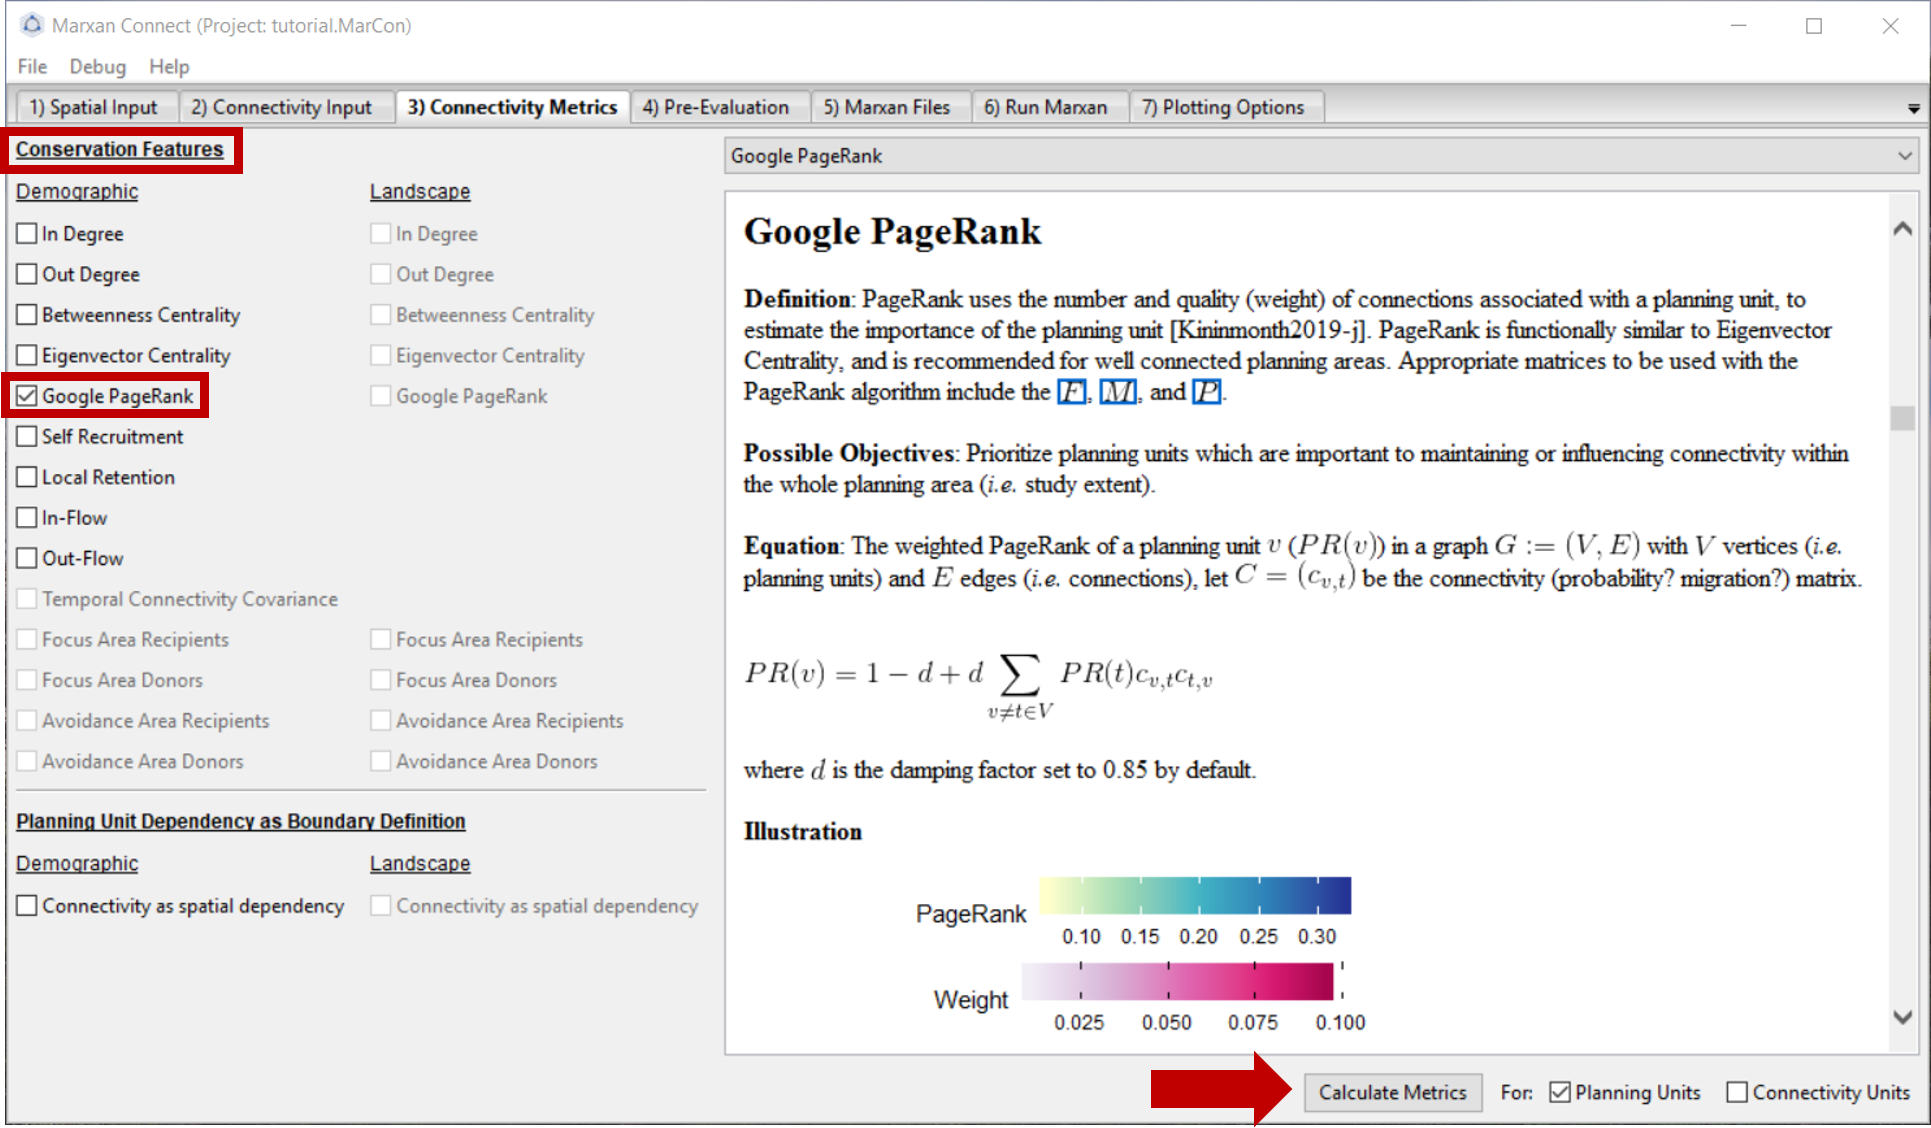 Marxan Connect (Project: tutorial.MarCon)
File Debug Help
1) Spatial Input 2) Connectivity Input 3) Connectivity Metrics 4) Pre-Evaluation 5) Marxan Files 6) Run Marxan 7) Plotting Options
Conservation Features
Demographic Landscape
In Degree In Degree
Out Degree Out Degree
Betweenness Centrality Betweenness Centrality
Eigenvector Centrality Eigenvector Centrality
Google PageRank Google PageRank
Self Recruitment
Local Retention
In-Flow
Out-Flow
Temporal Connectivity Covariance
Focus Area Recipients Focus Area Recipients
Focus Area Donors Focus Area Donors
Avoidance Area Recipients Avoidance Area Recipients
Avoidance Area Donors Avoidance Area Donors
Planning Unit Dependency as Boundary Definition
Demographic Landscape
Connectivity as spatial dependency Connectivity as spatial dependency
Google PageRank
Google PageRank
Definition: PageRank uses the number and quality (weight) of connections associated with a planning unit, to
estimate the importance of the planning unit [Kininmonth2019-j]. PageRank is functionally similar to Eigenvector
Centrality, and is recommended for well connected planning areas. Appropriate matrices to be used with the
PageRank algorithm include the F, M, and P.
Possible Objectives: Prioritize planning units which are important to maintaining or influencing connectivity within
the whole planning area (i.e. study extent).
Equation: The weighted PageRank of a planning unit v (PR(v)) in a graph G := (V, E) with V vertices (i.e.
planning units) and E edges (i.e. connections), let C = (c_{v,t}) be the connectivity (probability? migration?) matrix.
PR(v) = 1 − d + d ∑_{v≠t∈V} PR(t)c_{v,t}c_{t,v}
where d is the damping factor set to 0.85 by default.
Illustration
PageRank
0.10 0.15 0.20 0.25 0.30
Weight
0.025 0.050 0.075 0.100
Calculate Metrics For: Planning Units Connectivity Units